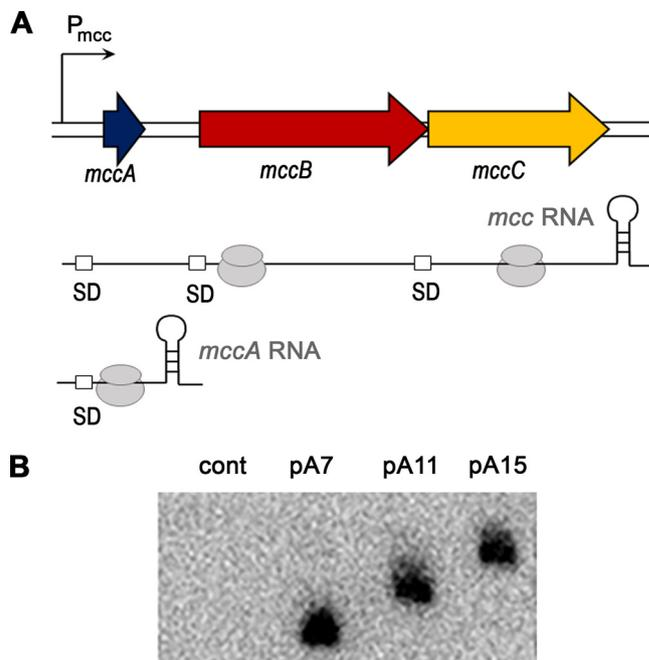 A
Pmcc
mccA
mccB
mccC
mcc RNA
SD
SD
SD
mccA RNA
SD
B
cont
pA7
pA11
pA15